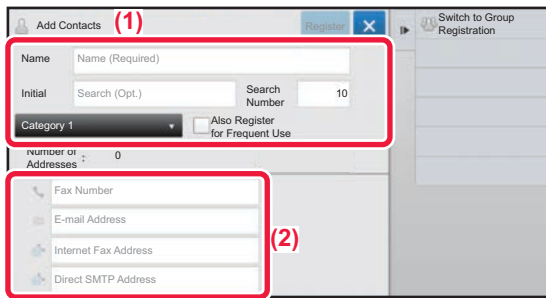 Add Contacts
(1)
Register
Switch to Group
Registration
Name
Name (Required)
Initial
Search (Opt.)
Search
Number
10
Category 1
Also Register
for Frequent Use
Number of
Addresses
:
0
Fax Number
E-mail Address
Internet Fax Address
Direct SMTP Address
(2)